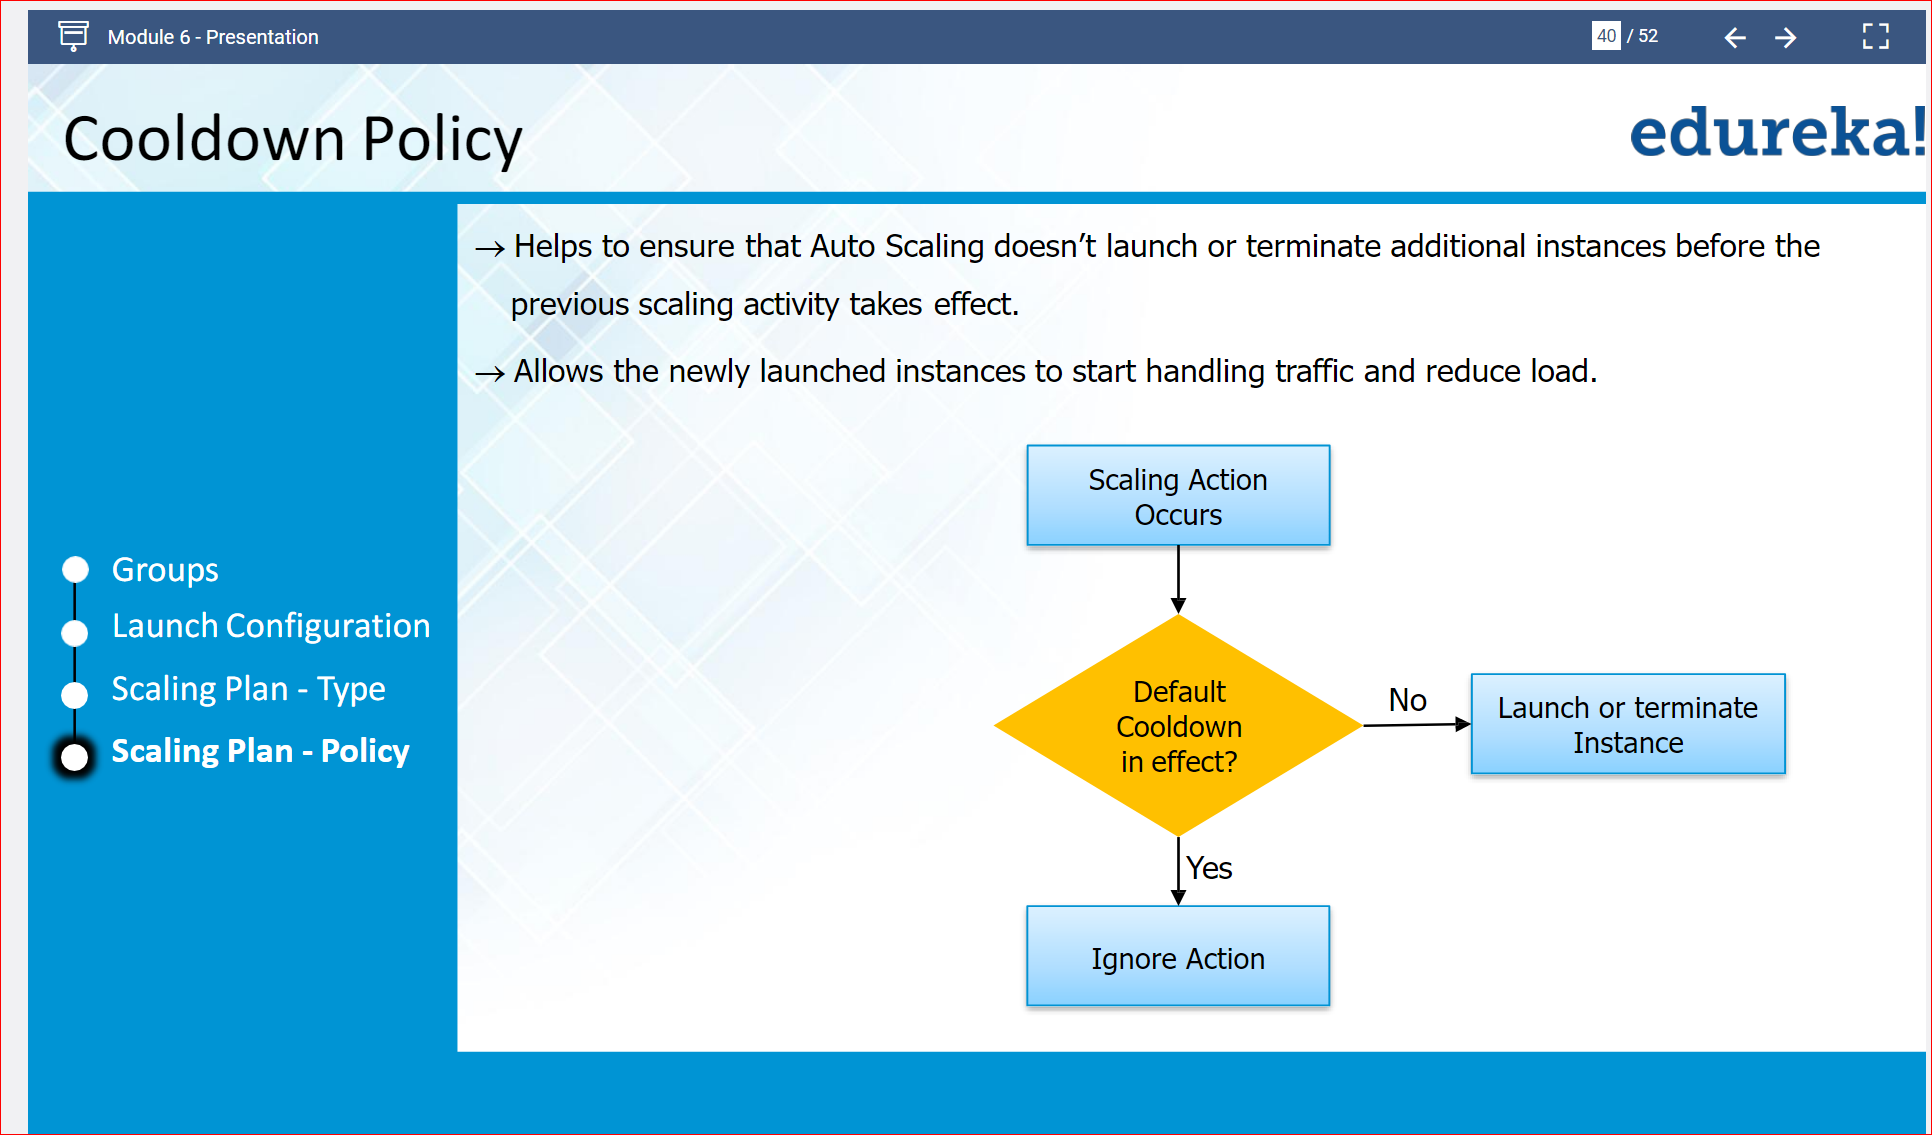 Module 6 - Presentation
40 / 52
Cooldown Policy
edureka!
→ Helps to ensure that Auto Scaling doesn’t launch or terminate additional instances before the
previous scaling activity takes effect.
→ Allows the newly launched instances to start handling traffic and reduce load.
Groups
Launch Configuration
Scaling Plan - Type
Scaling Plan - Policy
Scaling Action
Occurs
Default
Cooldown
in effect?
No
Launch or terminate
Instance
Yes
Ignore Action